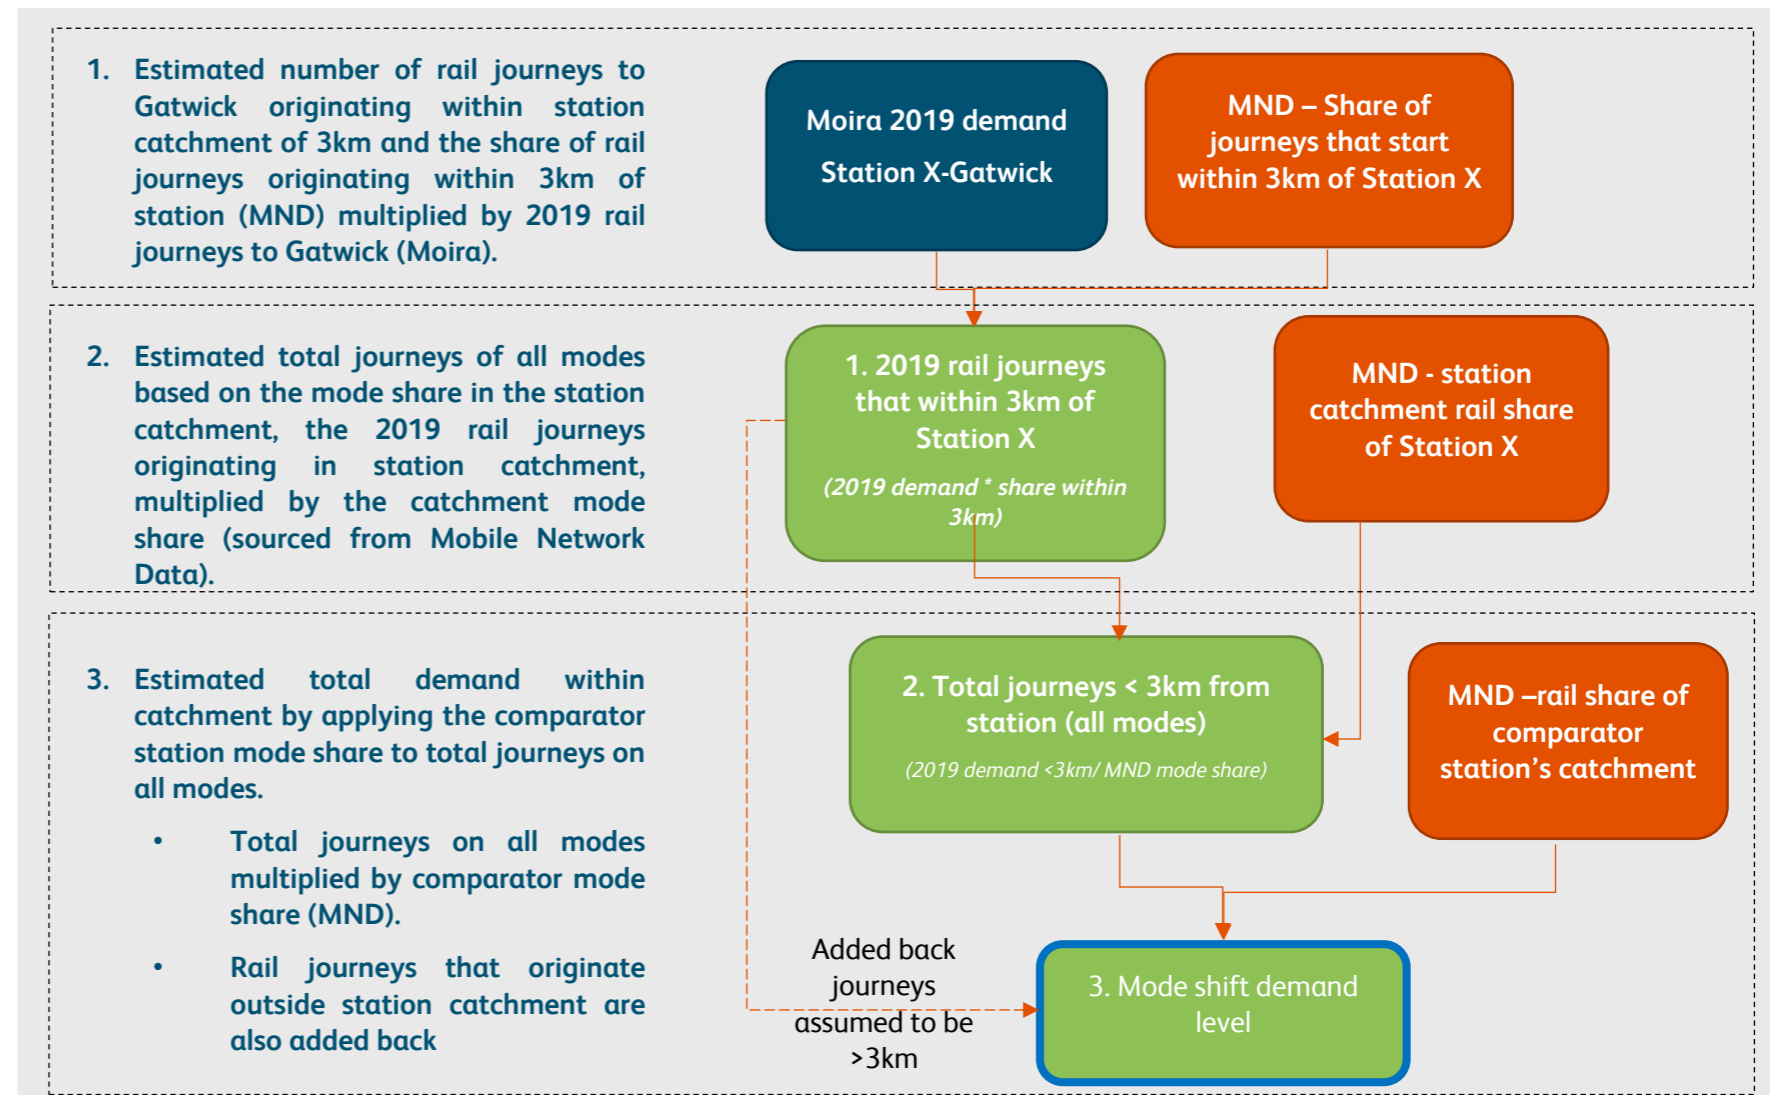 1. Estimated number of rail journeys to
Gatwick originating within station
catchment of 3km and the share of rail
journeys originating within 3km of
station (MND) multiplied by 2019 rail
journeys to Gatwick (Moira).
Moira 2019 demand
Station X-Gatwick
MND – Share of
journeys that start
within 3km of Station X
2. Estimated total journeys of all modes
based on the mode share in the station
catchment, the 2019 rail journeys
originating in station catchment,
multiplied by the catchment mode
share (sourced from Mobile Network
Data).
1. 2019 rail journeys
that within 3km of
Station X
(2019 demand * share within
3km)
MND - station
catchment rail share
of Station X
3. Estimated total demand within
catchment by applying the comparator
station mode share to total journeys on
all modes.
• Total journeys on all modes
multiplied by comparator mode
share (MND).
• Rail journeys that originate
outside station catchment are
also added back
2. Total journeys < 3km from
station (all modes)
(2019 demand <3km/ MND mode share)
MND –rail share of
comparator
station’s catchment
Added back
journeys
assumed to be
>3km
3. Mode shift demand
level